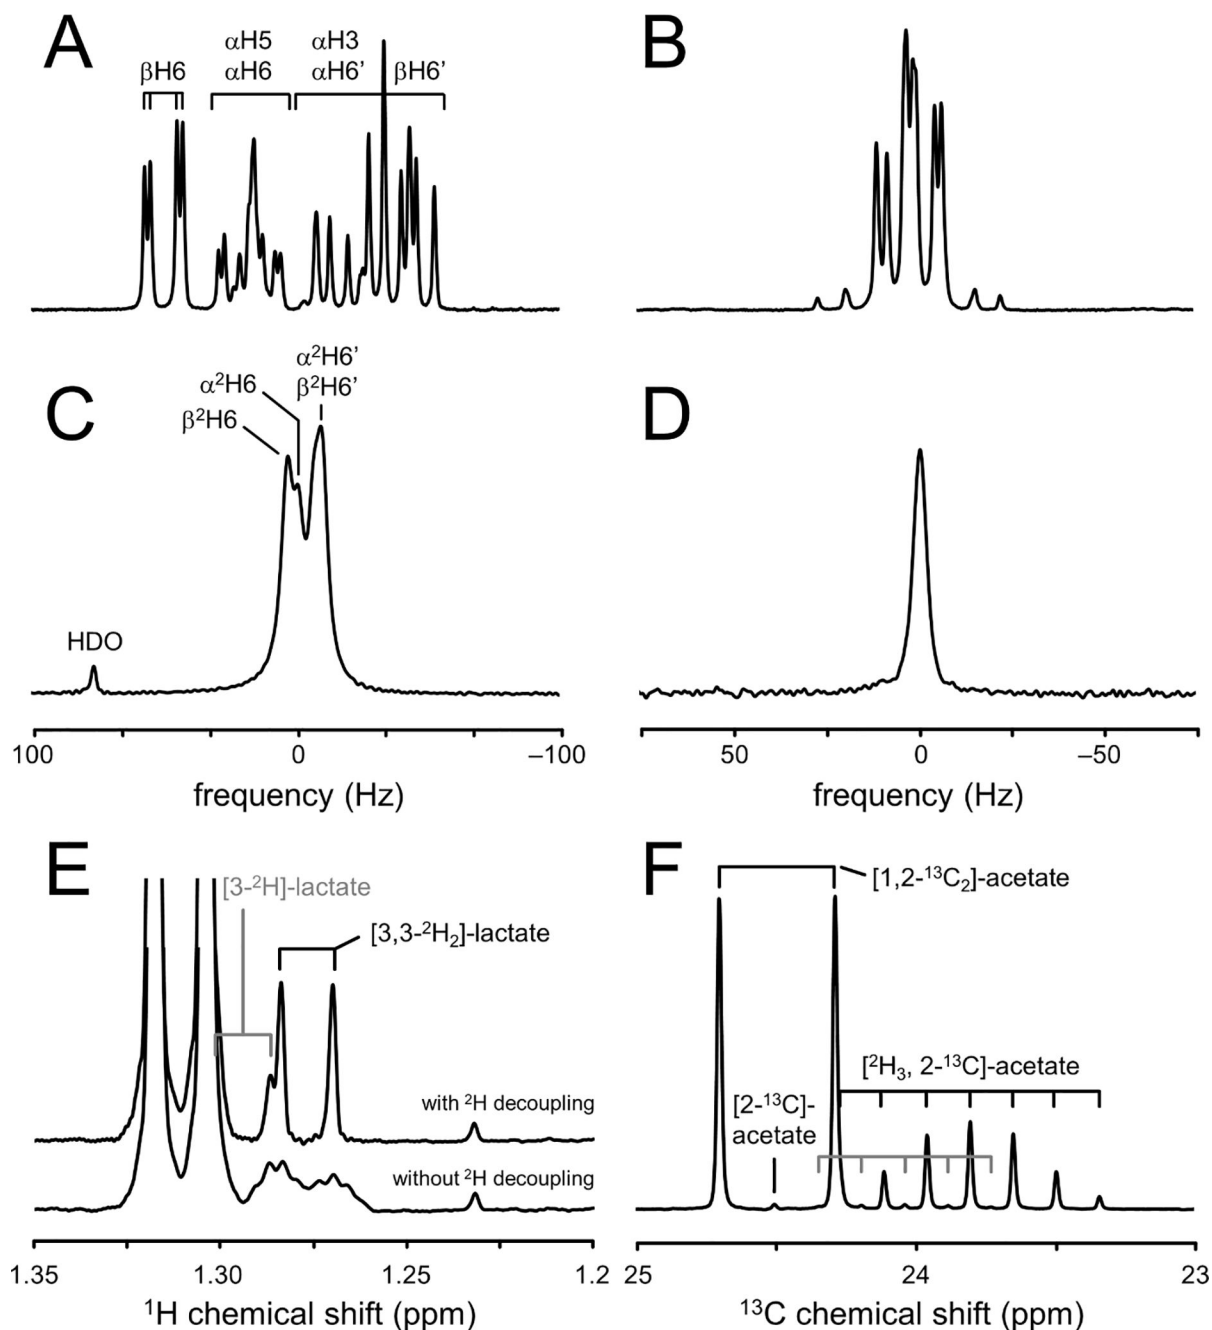 A
αH5 αH3
βH6 αH6 αH6’ βH6’
B
C
α²H6’
α²H6 β²H6’
β²H6
HDO
100 0 –100
frequency (Hz)
D
50 0 –50
frequency (Hz)
E
[3-²H]-lactate
[3,3-²H₂]-lactate
with ²H decoupling
without ²H decoupling
1.35 1.30 1.25 1.2
¹H chemical shift (ppm)
F
[1,2-¹³C₂]-acetate
[²H₃, 2-¹³C]-acetate
[2-¹³C]-
acetate
25 24 23
¹³C chemical shift (ppm)